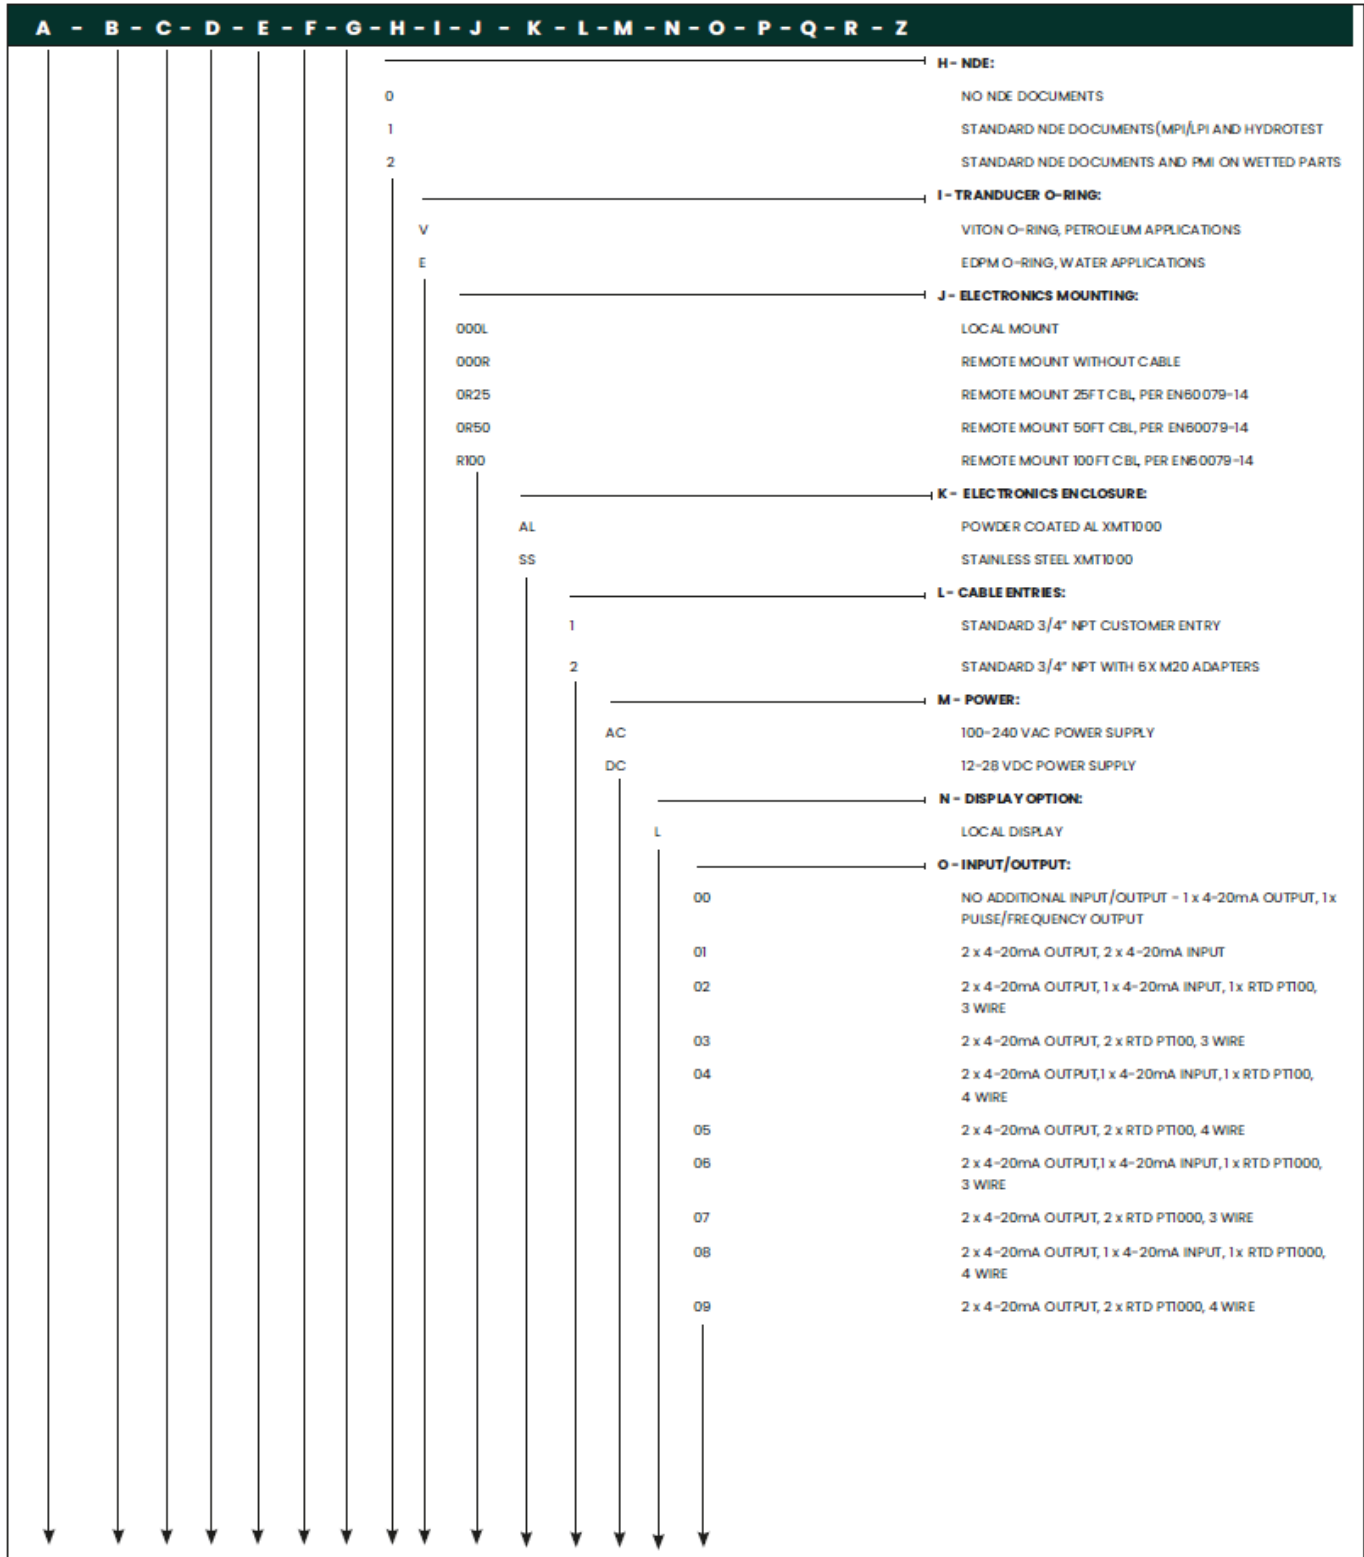 A - B - C - D - E - F - G - H - I - J - K - L - M - N - O - P - Q - R - Z
H - NDE:
0 NO NDE DOCUMENTS
1 STANDARD NDE DOCUMENTS(MPI/LPI AND HYDROTEST
2 STANDARD NDE DOCUMENTS AND PMI ON WETTED PARTS
I - TRANDUCER O-RING:
V VITON O-RING, PETROLEUM APPLICATIONS
E EDPM O-RING, WATER APPLICATIONS
J - ELECTRONICS MOUNTING:
000L LOCAL MOUNT
000R REMOTE MOUNT WITHOUT CABLE
0R25 REMOTE MOUNT 25FT CBL, PER EN60079-14
0R50 REMOTE MOUNT 50FT CBL, PER EN60079-14
R100 REMOTE MOUNT 100FT CBL, PER EN60079-14
K - ELECTRONICS ENCLOSURE:
AL POWDER COATED AL XMT1000
SS STAINLESS STEEL XMT1000
L - CABLE ENTRIES:
1 STANDARD 3/4" NPT CUSTOMER ENTRY
2 STANDARD 3/4" NPT WITH 6X M20 ADAPTERS
M - POWER:
AC 100-240 VAC POWER SUPPLY
DC 12-28 VDC POWER SUPPLY
N - DISPLAY OPTION:
L LOCAL DISPLAY
O - INPUT/OUTPUT:
00 NO ADDITIONAL INPUT/OUTPUT - 1 x 4-20mA OUTPUT, 1 x
PULSE/FREQUENCY OUTPUT
01 2 x 4-20mA OUTPUT, 2 x 4-20mA INPUT
02 2 x 4-20mA OUTPUT, 1 x 4-20mA INPUT, 1 x RTD PT100,
3 WIRE
03 2 x 4-20mA OUTPUT, 2 x RTD PT100, 3 WIRE
04 2 x 4-20mA OUTPUT,1 x 4-20mA INPUT, 1 x RTD PT100,
4 WIRE
05 2 x 4-20mA OUTPUT, 2 x RTD PT100, 4 WIRE
06 2 x 4-20mA OUTPUT,1 x 4-20mA INPUT, 1 x RTD PT1000,
3 WIRE
07 2 x 4-20mA OUTPUT, 2 x RTD PT1000, 3 WIRE
08 2 x 4-20mA OUTPUT, 1 x 4-20mA INPUT, 1 x RTD PT1000,
4 WIRE
09 2 x 4-20mA OUTPUT, 2 x RTD PT1000, 4 WIRE